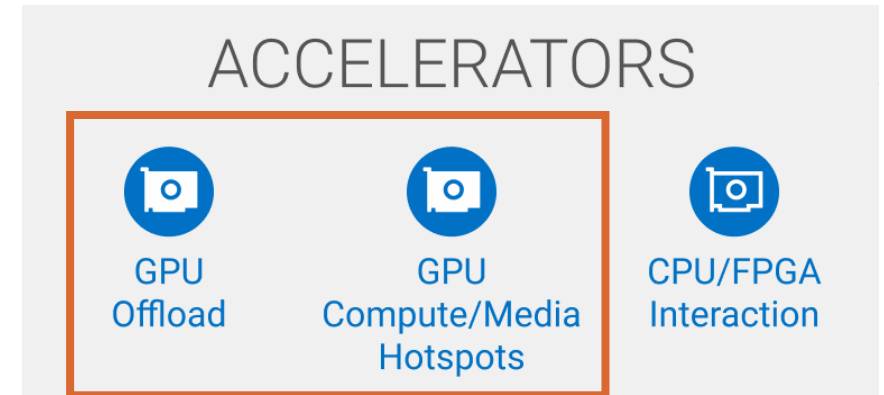 ACCELERATORS
GPU
Offload
GPU
Compute/Media
Hotspots
CPU/FPGA
Interaction